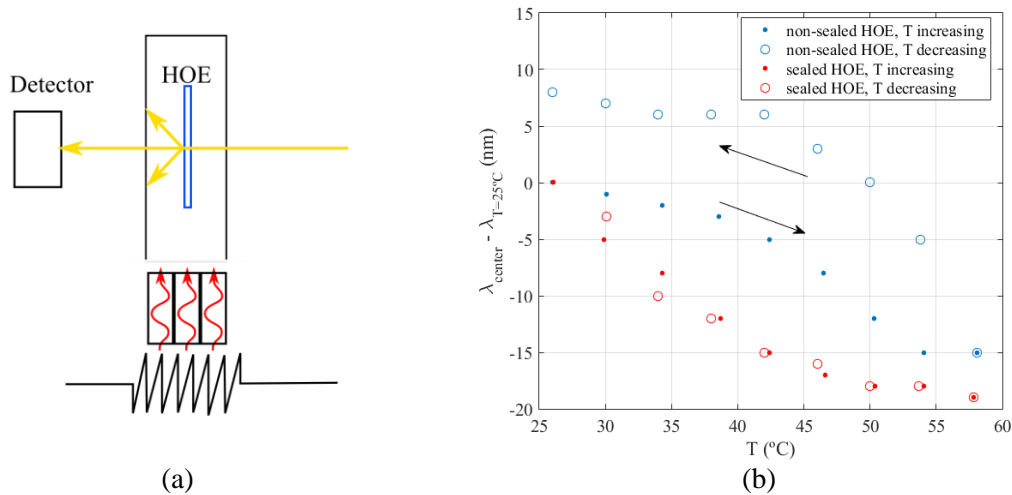 Detector
HOE
(a)
15
10
5
0
-5
-10
-15
-20
25
30
35
40
45
50
55
60
λcenter - λT=25ºC (nm)
T (ºC)
non-sealed HOE, T increasing
non-sealed HOE, T decreasing
sealed HOE, T increasing
sealed HOE, T decreasing
(b)